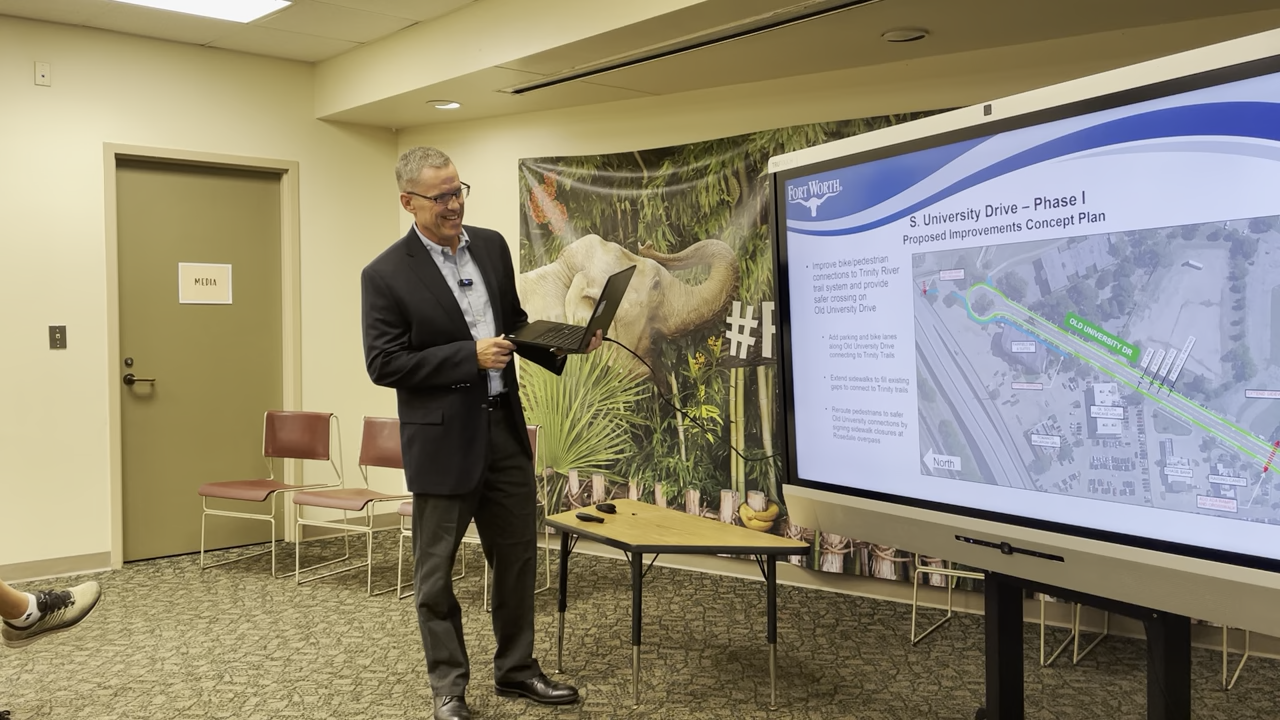 MEDIA
#
FORT WORTH®
S. University Drive – Phase I
Proposed Improvements Concept Plan
• Improve bike/pedestrian
connections to Trinity River
trail system and provide
safer crossing on
Old University Drive
• Add parking and bike lanes
along Old University Drive
connecting to Trinity Trails
• Extend sidewalks to fill existing
gaps to connect to Trinity trails
• Reroute pedestrians to safer
Old University connections by
signing sidewalk closures at
Rosedale overpass
OLD UNIVERSITY DR
North